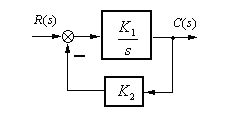 R(s) K₁ C(s)
s
−
K₂